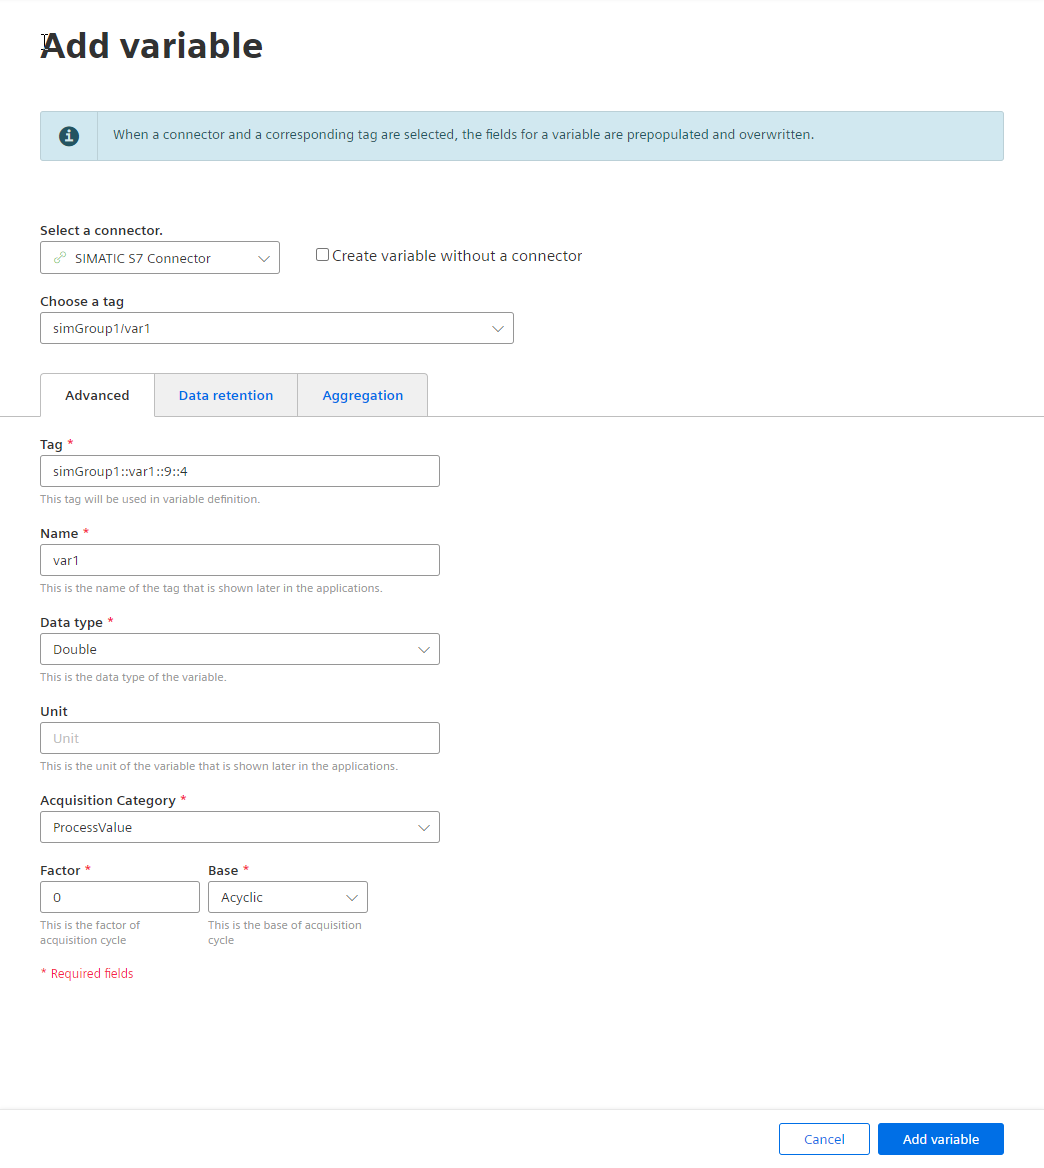 Add variable
When a connector and a corresponding tag are selected, the fields for a variable are prepopulated and overwritten.
Select a connector.
SIMATIC S7 Connector
Create variable without a connector
Choose a tag
simGroup1/var1
Advanced
Data retention
Aggregation
Tag *
simGroup1::var1::9::4
This tag will be used in variable definition.
Name *
var1
This is the name of the tag that is shown later in the applications.
Data type *
Double
This is the data type of the variable.
Unit
Unit
This is the unit of the variable that is shown later in the applications.
Acquisition Category *
ProcessValue
Factor *
0
This is the factor of
acquisition cycle
Base *
Acyclic
This is the base of acquisition
cycle
* Required fields
Cancel
Add variable